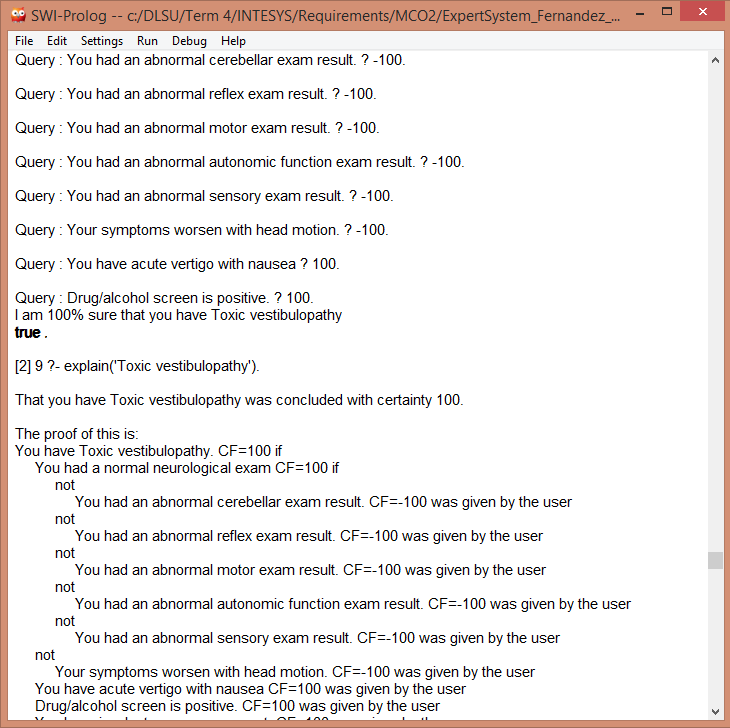 SWI-Prolog -- c:/DLSU/Term 4/INTESYS/Requirements/MCO2/ExpertSystem_Fernandez_...
File Edit Settings Run Debug Help
Query : You had an abnormal cerebellar exam result. ? -100.
Query : You had an abnormal reflex exam result. ? -100.
Query : You had an abnormal motor exam result. ? -100.
Query : You had an abnormal autonomic function exam result. ? -100.
Query : You had an abnormal sensory exam result. ? -100.
Query : Your symptoms worsen with head motion. ? -100.
Query : You have acute vertigo with nausea ? 100.
Query : Drug/alcohol screen is positive. ? 100.
I am 100% sure that you have Toxic vestibulopathy
true .
[2] 9 ?- explain('Toxic vestibulopathy').
That you have Toxic vestibulopathy was concluded with certainty 100.
The proof of this is:
You have Toxic vestibulopathy. CF=100 if
You had a normal neurological exam CF=100 if
not
You had an abnormal cerebellar exam result. CF=-100 was given by the user
not
You had an abnormal reflex exam result. CF=-100 was given by the user
not
You had an abnormal motor exam result. CF=-100 was given by the user
not
You had an abnormal autonomic function exam result. CF=-100 was given by the user
not
You had an abnormal sensory exam result. CF=-100 was given by the user
not
Your symptoms worsen with head motion. CF=-100 was given by the user
You have acute vertigo with nausea CF=100 was given by the user
Drug/alcohol screen is positive. CF=100 was given by the user